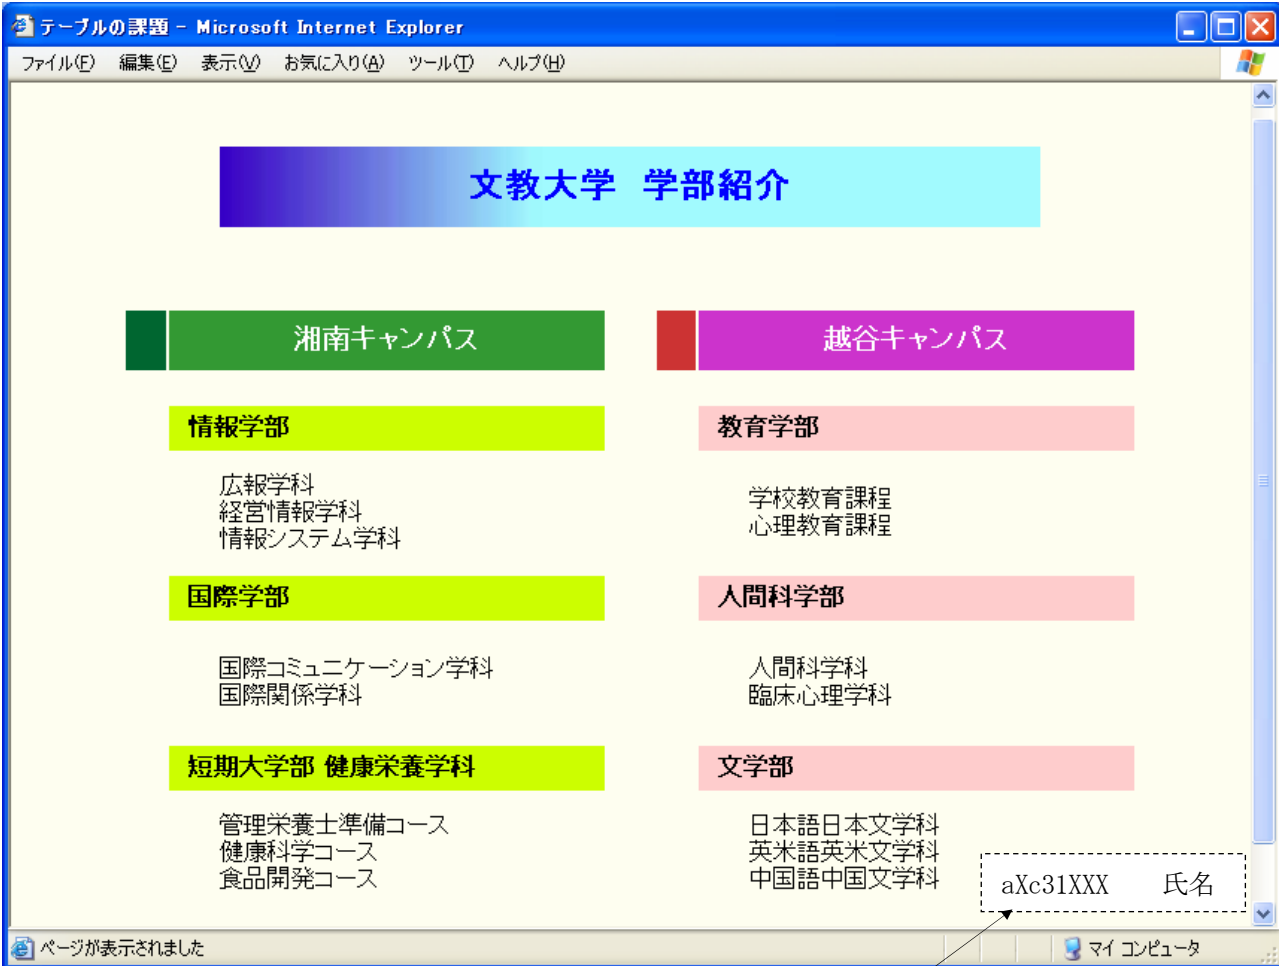 テーブルの課題 - Microsoft Internet Explorer
ファイル(F) 編集(E) 表示(V) お気に入り(A) ツール(T) ヘルプ(H)
文教大学 学部紹介
湘南キャンパス
情報学部
広報学科
経営情報学科
情報システム学科
国際学部
国際コミュニケーション学科
国際関係学科
短期大学部 健康栄養学科
管理栄養士準備コース
健康科学コース
食品開発コース
越谷キャンパス
教育学部
学校教育課程
心理教育課程
人間科学部
人間科学科
臨床心理学科
文学部
日本語日本文学科
英米語英米文学科
中国語中国文学科
aXc31XXX 氏名
ページが表示されました
マイ コンピュータ